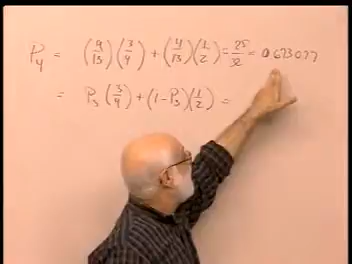 P₄ = (9/13)(3/4) + (4/13)(1/2) = 35/52 = 0.673077
= P₃ (3/4) + (1 - P₃)(1/2) =